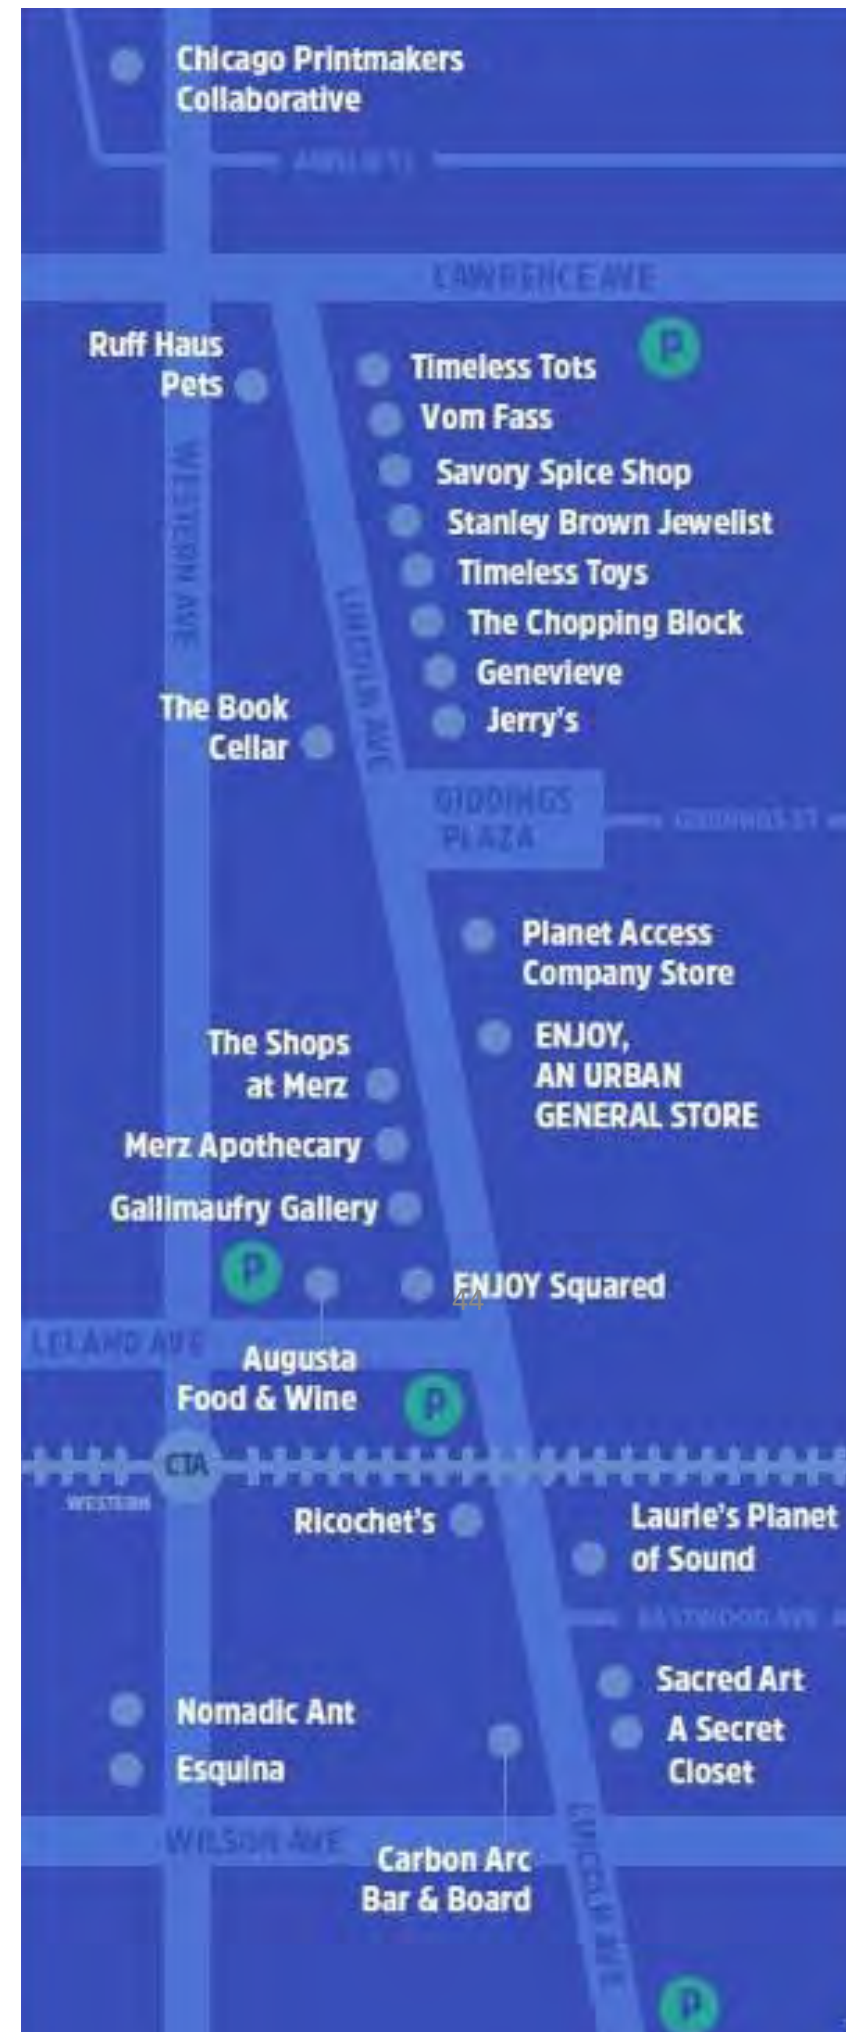 Chicago Printmakers
Collaborative
LAWRENCE AVE
P
Ruff Haus
Pets
Timeless Tots
Vom Fass
Savory Spice Shop
WESTERN AVE
Stanley Brown Jewelist
Timeless Toys
LINCOLN AVE
The Chopping Block
Genevieve
The Book
Cellar
Jerry's
GIDDINGS
PLAZA
GIDDINGS ST
Planet Access
Company Store
The Shops
at Merz
ENJOY,
AN URBAN
GENERAL STORE
Merz Apothecary
Gallimaufry Gallery
P
ENJOY Squared
44
LELAND AVE
Augusta
Food & Wine
P
CTA
WESTERN
Ricochet's
Laurie's Planet
of Sound
EASTWOOD AVE
Sacred Art
Nomadic Ant
A Secret
Closet
Esquina
WILSON AVE
LINCOLN AVE
Carbon Arc
Bar & Board
P